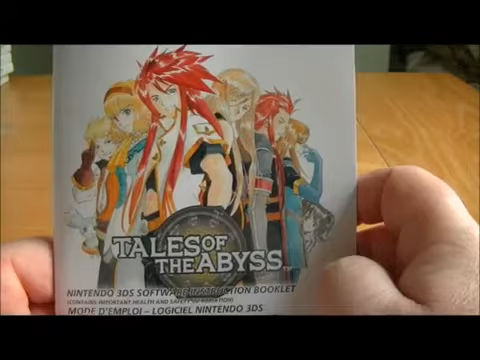 TALES OF
THE ABYSS
NINTENDO 3DS SOFTWARE INSTRUCTION BOOKLET
(CONTAINS IMPORTANT HEALTH AND SAFETY INFORMATION)
MODE D'EMPLOI – LOGICIEL NINTENDO 3DS